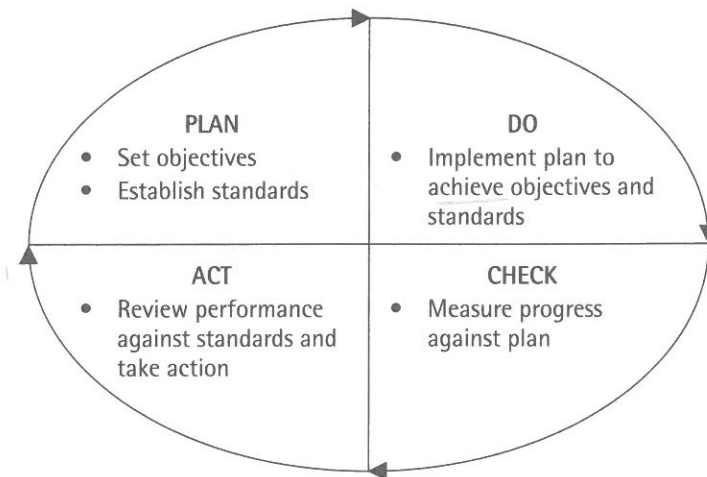 PLAN
• Set objectives
• Establish standards
DO
• Implement plan to
achieve objectives and
standards
ACT
• Review performance
against standards and
take action
CHECK
• Measure progress
against plan